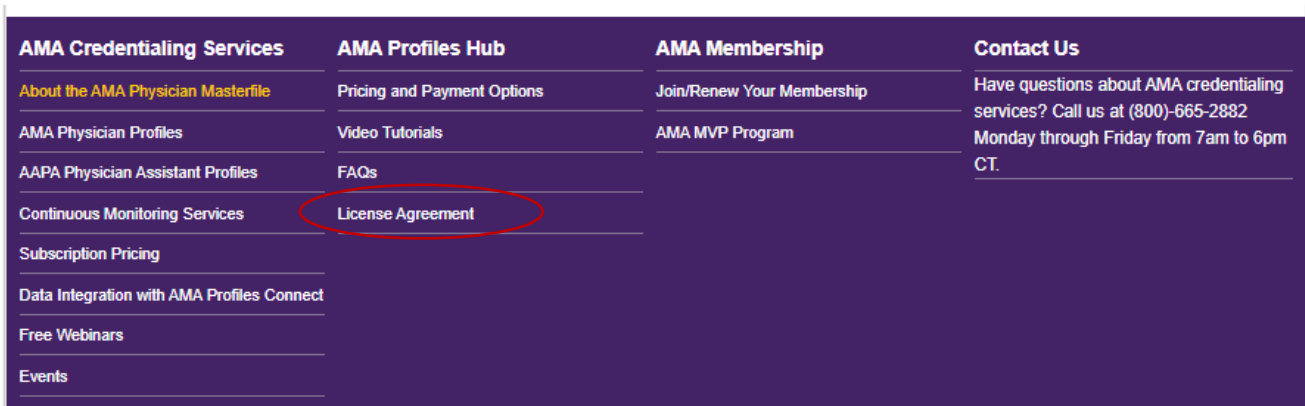 AMA Credentialing Services
About the AMA Physician Masterfile
AMA Physician Profiles
AAPA Physician Assistant Profiles
Continuous Monitoring Services
Subscription Pricing
Data Integration with AMA Profiles Connect
Free Webinars
Events
AMA Profiles Hub
Pricing and Payment Options
Video Tutorials
FAQs
License Agreement
AMA Membership
Join/Renew Your Membership
AMA MVP Program
Contact Us
Have questions about AMA credentialing
services? Call us at (800)-665-2882
Monday through Friday from 7am to 6pm
CT.